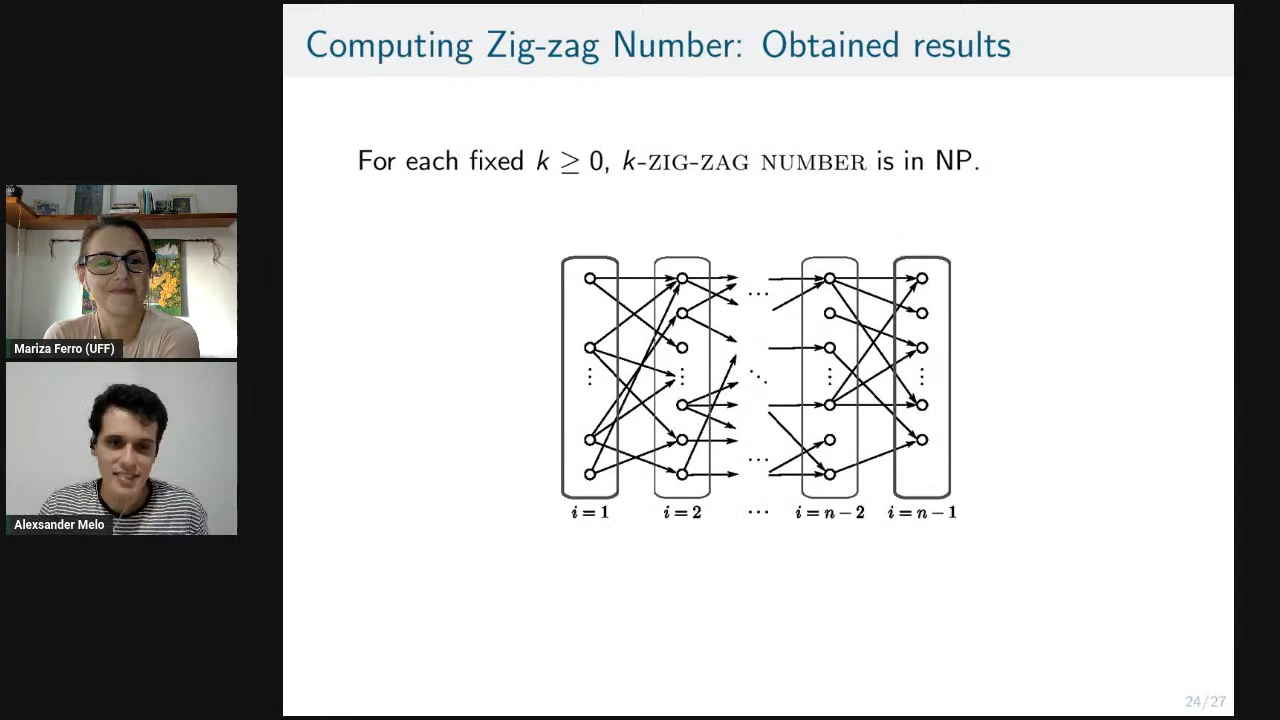 Computing Zig-zag Number: Obtained results
For each fixed k ≥ 0, k-ZIG-ZAG NUMBER is in NP.
i = 1
i = 2
...
i = n − 2
i = n − 1
Mariza Ferro (UFF)
Alexsander Melo
24/27